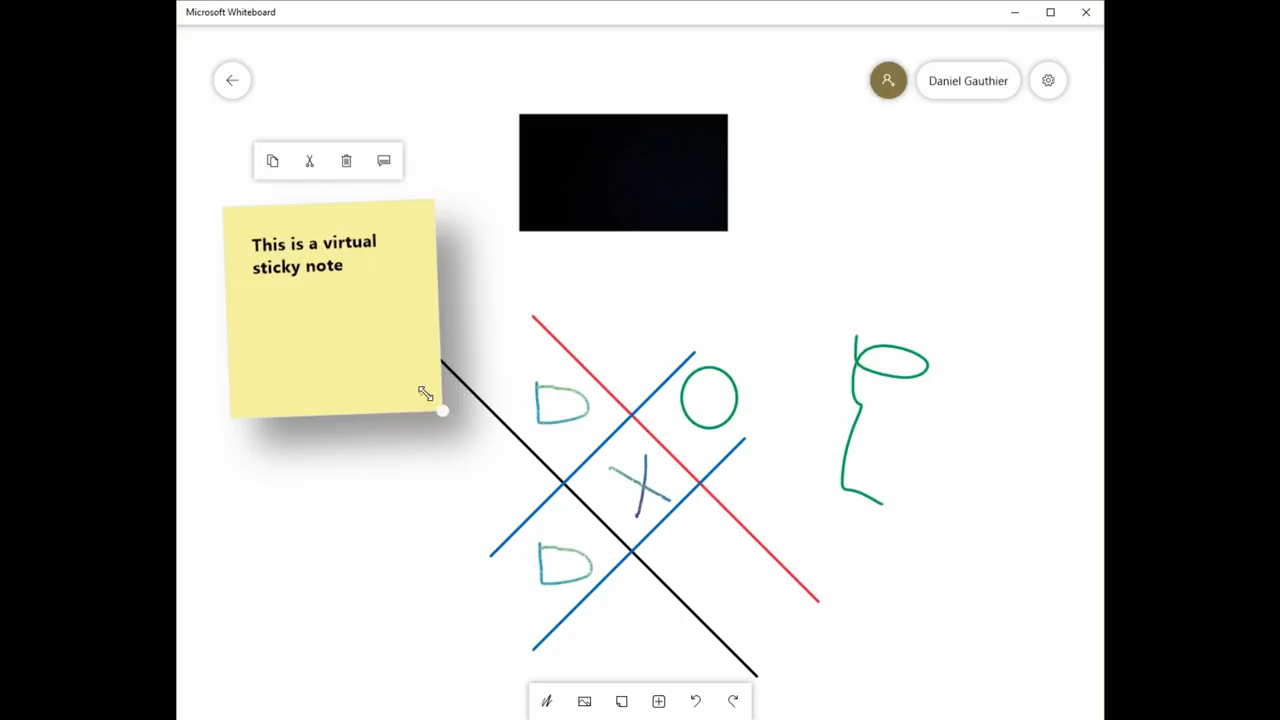 Microsoft Whiteboard
Daniel Gauthier
This is a virtual
sticky note
D
O
X
D